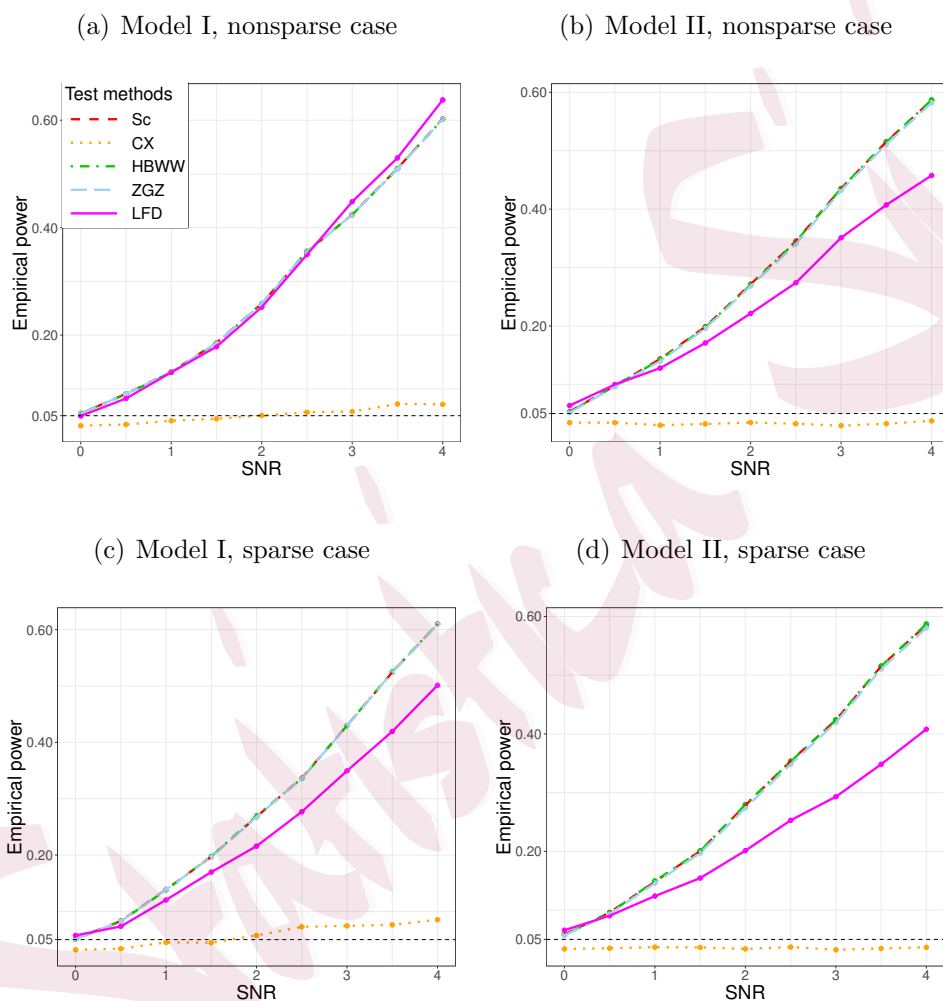 (a) Model I, nonsparse case
(b) Model II, nonsparse case
Test methods
Sc
CX
HBWW
ZGZ
LFD
Empirical power
0.60
0.40
0.20
0.05
0 1 2 3 4
SNR
Empirical power
0.60
0.40
0.20
0.05
0 1 2 3 4
SNR
(c) Model I, sparse case
(d) Model II, sparse case
Empirical power
0.60
0.40
0.20
0.05
0 1 2 3 4
SNR
Empirical power
0.60
0.40
0.20
0.05
0 1 2 3 4
SNR